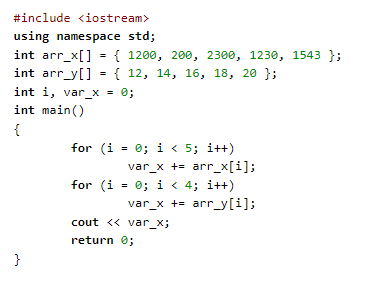 #include <iostream>
using namespace std;
int arr_x[] = { 1200, 200, 2300, 1230, 1543 };
int arr_y[] = { 12, 14, 16, 18, 20 };
int i, var_x = 0;
int main()
{
        for (i = 0; i < 5; i++)
                var_x += arr_x[i];
        for (i = 0; i < 4; i++)
                var_x += arr_y[i];
        cout << var_x;
        return 0;
}